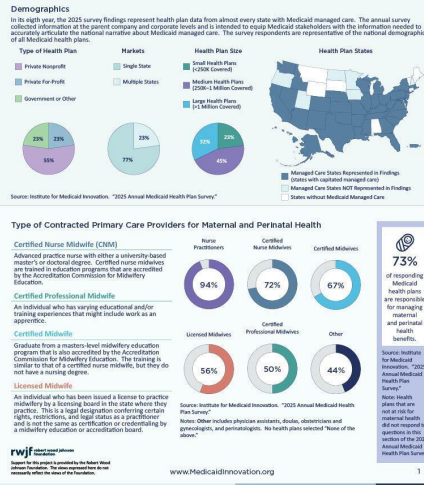 Demographics
In its eigth year, the 2025 survey findings represent health plan data from almost every state with Medicaid managed care. The annual survey
collected information at the parent company and corporate levels and is intended to equip Medicaid stakeholders with the information needed to
accurately articulate the national narrative about Medicaid managed care. The survey respondents are representative of the national demographic
of all Medicaid health plans.
Type of Health Plan
Markets
Health Plan Size
Health Plan States
Private Nonprofit
Private For-Profit
Government or Other
Single State
Multiple States
Small Health Plans
(<250K Covered)
Medium Health Plans
(250K–1 Million Covered)
Large Health Plans
(>1 Million Covered)
23%
23%
55%
23%
77%
32%
23%
45%
Managed Care States Represented in Findings
(states with capitated managed care)
Managed Care States NOT Represented in Findings
States without Medicaid Managed Care
Source: Institute for Medicaid Innovation. "2025 Annual Medicaid Health Plan Survey."
Type of Contracted Primary Care Providers for Maternal and Perinatal Health
Certified Nurse Midwife (CNM)
Advanced practice nurse with either a university-based
master's or doctoral degree. Certified nurse midwives
are trained in education programs that are accredited
by the Accreditation Commission for Midwifery
Education.
Certified Professional Midwife
An individual who has varying educational and/or
training experiences that might include work as an
apprentice.
Certified Midwife
Graduate from a masters-level midwifery education
program that is also accredited by the Accreditation
Commission for Midwifery Education. The training is
similar to that of a certified nurse midwife, but they do
not have a nursing degree.
Licensed Midwife
An individual who has been issued a license to practice
midwifery by a licensing board in the state where they
practice. This is a legal designation conferring certain
rights, restrictions, and legal status as a practitioner
and is not the same as certification or credentialing by
a midwifery education or accreditation board.
Nurse
Practitioners
94%
Certified
Nurse Midwives
72%
Certified Midwives
67%
Licensed Midwives
56%
Certified
Professional Midwives
50%
Other
44%
Source: Institute for Medicaid Innovation. "2025 Annual Medicaid Health
Plan Survey."
Notes: Other includes physician assistants, doulas, obstetricians and
gynecologists, and perinatologists. No health plans selected "None of the
above."
73%
of responding
Medicaid
health plans
are responsible
for managing
maternal
and perinatal
health
benefits.
Source: Institute
for Medicaid
Innovation. "2025
Annual Medicaid
Health Plan
Survey."
Note: Health
plans that are
not at risk for
maternal health
did not respond to
questions in this
section of the 2025
Annual Medicaid
Health Plan Survey.
rwjf robert wood johnson
foundation
Support for this project is provided by the Robert Wood
Johnson Foundation. The views expressed here do not
necessarily reflect the views of the Foundation.
www.MedicaidInnovation.org
1